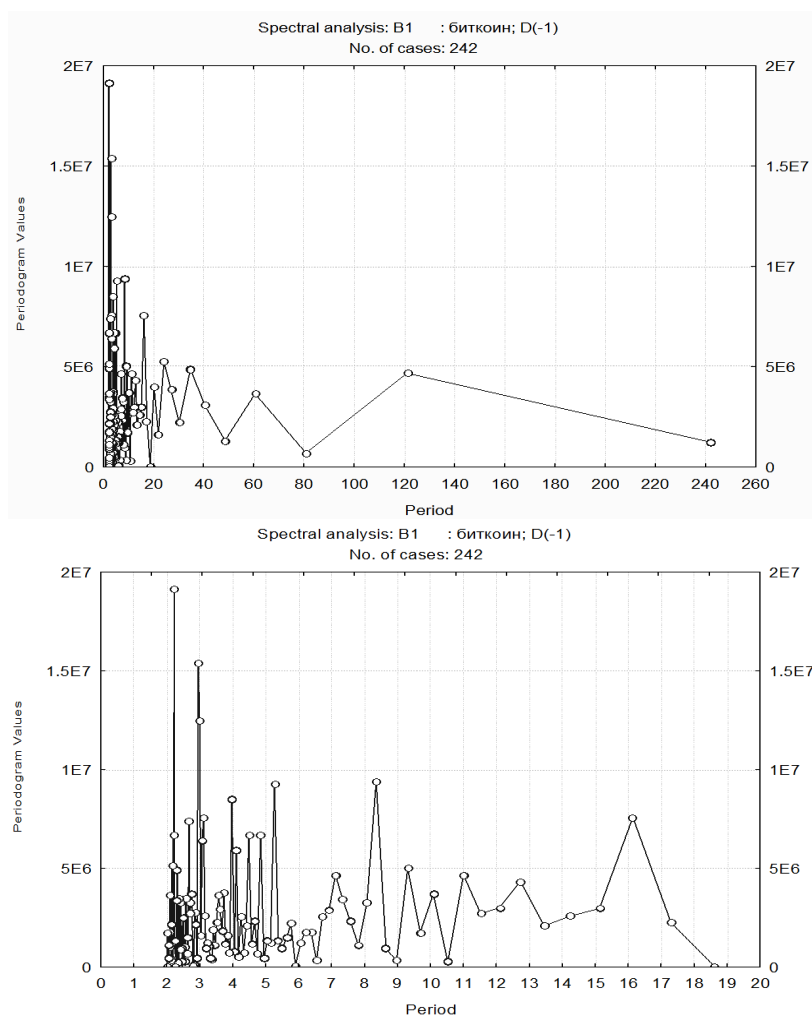 Spectral analysis: B1 : биткоин; D(-1)
No. of cases: 242
2E7 2E7
1.5E7 1.5E7
1E7 1E7
5E6 5E6
0 0
Periodogram Values
0 20 40 60 80 100 120 140 160 180 200 220 240 260
Period
Spectral analysis: B1 : биткоин; D(-1)
No. of cases: 242
2E7 2E7
1.5E7 1.5E7
1E7 1E7
5E6 5E6
0 0
Periodogram Values
0 1 2 3 4 5 6 7 8 9 10 11 12 13 14 15 16 17 18 19 20
Period